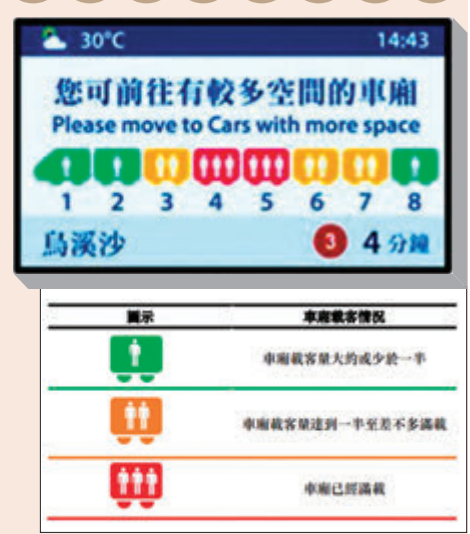 30°C 14:43
您可前往有較多空間的車廂
Please move to Cars with more space
1 2 3 4 5 6 7 8
烏溪沙 3 4 分鐘
圖示 車廂載客情況
車廂載客量大約或少於一半
車廂載客量達到一半至差不多滿載
車廂已經滿載